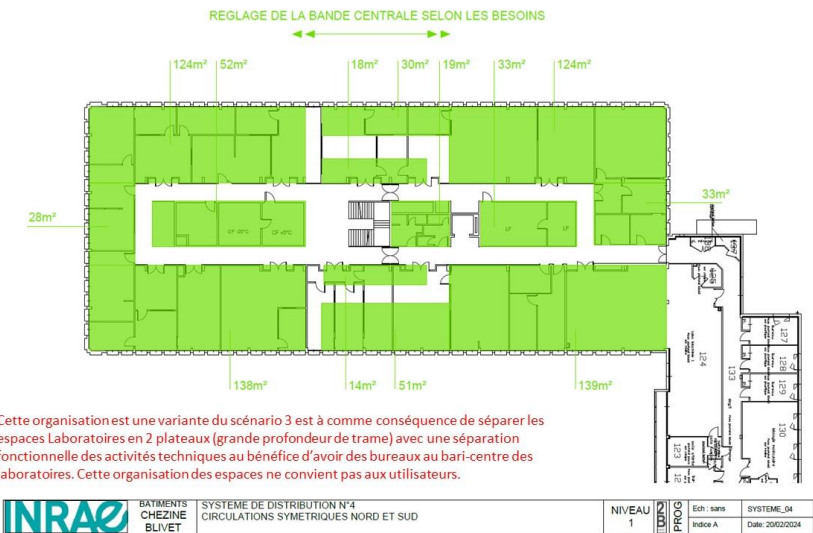 REGLAGE DE LA BANDE CENTRALE SELON LES BESOINS
124m² 52m² 18m² 30m² 19m² 33m² 124m²
33m²
28m²
CF -20°C CF +5°C LF LF
138m² 14m² 51m² 139m²
124
133
127
128
129
130
123
Cette organisation est une variante du scénario 3 est à comme conséquence de séparer les
espaces Laboratoires en 2 plateaux (grande profondeur de trame) avec une séparation
fonctionnelle des activités techniques au bénéfice d'avoir des bureaux au bari-centre des
laboratoires. Cette organisation des espaces ne convient pas aux utilisateurs.
INRAE
BATIMENTS
CHEZINE
BLIVET
SYSTEME DE DISTRIBUTION N°4
CIRCULATIONS SYMETRIQUES NORD ET SUD
NIVEAU
1
PROG
Ech : sans
Indice A
SYSTEME_04
Date: 20/02/2024